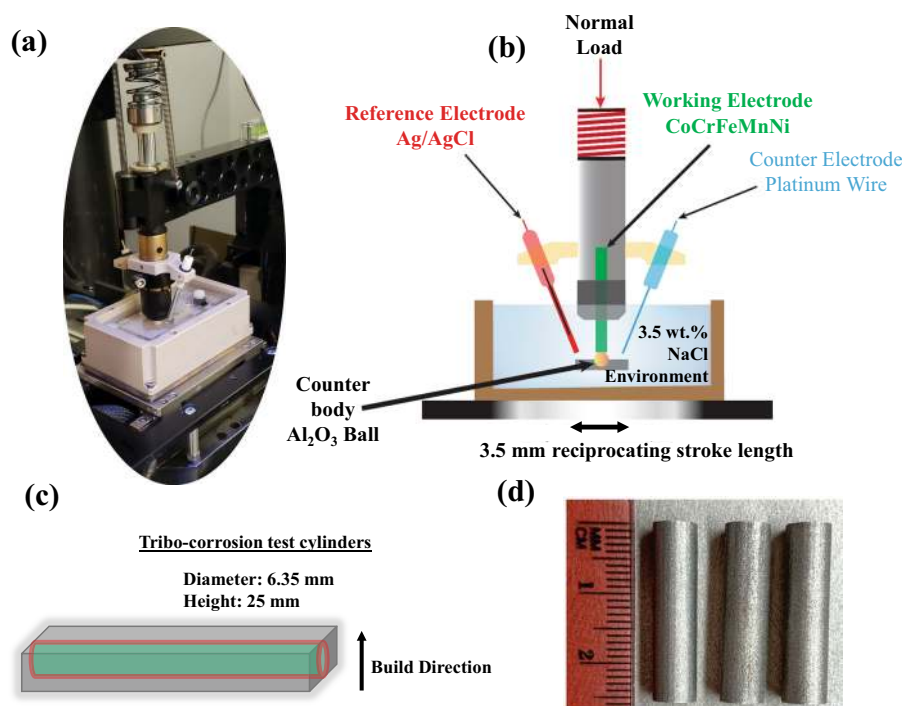 (a)
(b)
Normal
Load
Reference Electrode
Ag/AgCl
Working Electrode
CoCrFeMnNi
Counter Electrode
Platinum Wire
3.5 wt.%
NaCl
Environment
Counter
body
Al₂O₃ Ball
3.5 mm reciprocating stroke length
(c)
Tribo-corrosion test cylinders
Diameter: 6.35 mm
Height: 25 mm
Build Direction
(d)
MM
CM
1
2